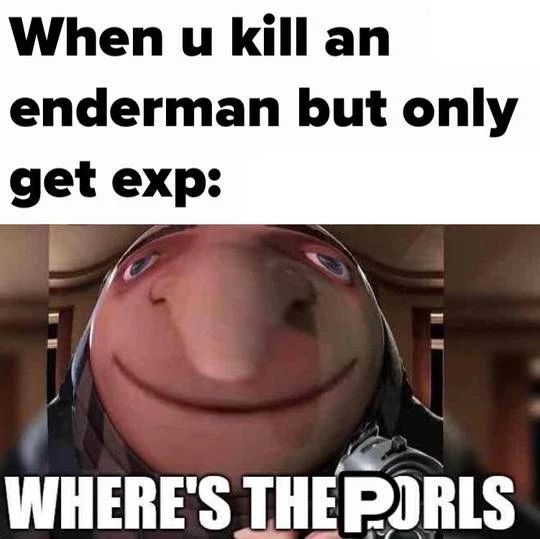 When u kill an
enderman but only
get exp:
WHERE'S THE PORLS